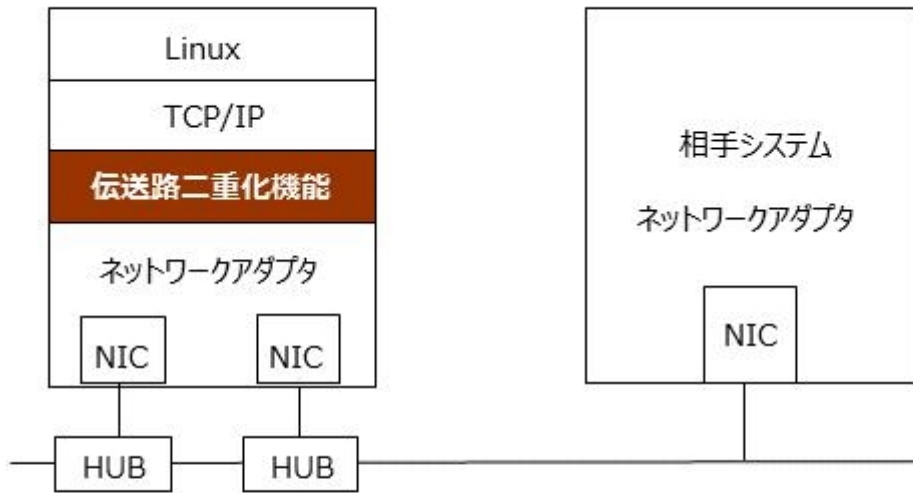 Linux
TCP/IP
伝送路二重化機能
ネットワークアダプタ
NIC
NIC
HUB
HUB
相手システム
ネットワークアダプタ
NIC